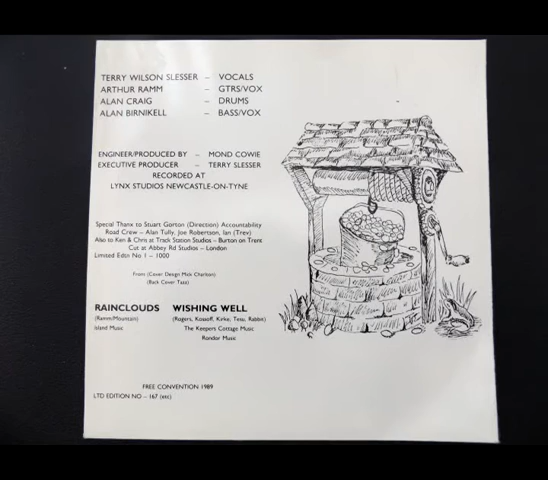 TERRY WILSON SLESSER – VOCALS
ARTHUR RAMM – GTRS/VOX
ALAN CRAIG – DRUMS
ALAN BIRNIKELL – BASS/VOX
ENGINEER/PRODUCED BY – MOND COWIE
EXECUTIVE PRODUCER – TERRY SLESSER
RECORDED AT
LYNX STUDIOS NEWCASTLE-ON-TYNE
Special Thanx to Stuart Gorton (Direction) Accountability
Road Crew – Alan Tully, Joe Robertson, Ian (Trev)
Also to Ken & Chris at Track Station Studios – Burton on Trent
Cut at Abbey Rd Studios – London
Limited Editn No 1 – 1000
Front (Cover Design Mick Charlton)
(Back Cover Taza)
RAINCLOUDS WISHING WELL
(Ramm/Mountain) (Rogers, Kossoff, Kirke, Tetsu, Rabbit)
Island Music The Keepers Cottage Music
Rondor Music
FREE CONVENTION 1989
LTD EDITION NO – 167 (xxx)